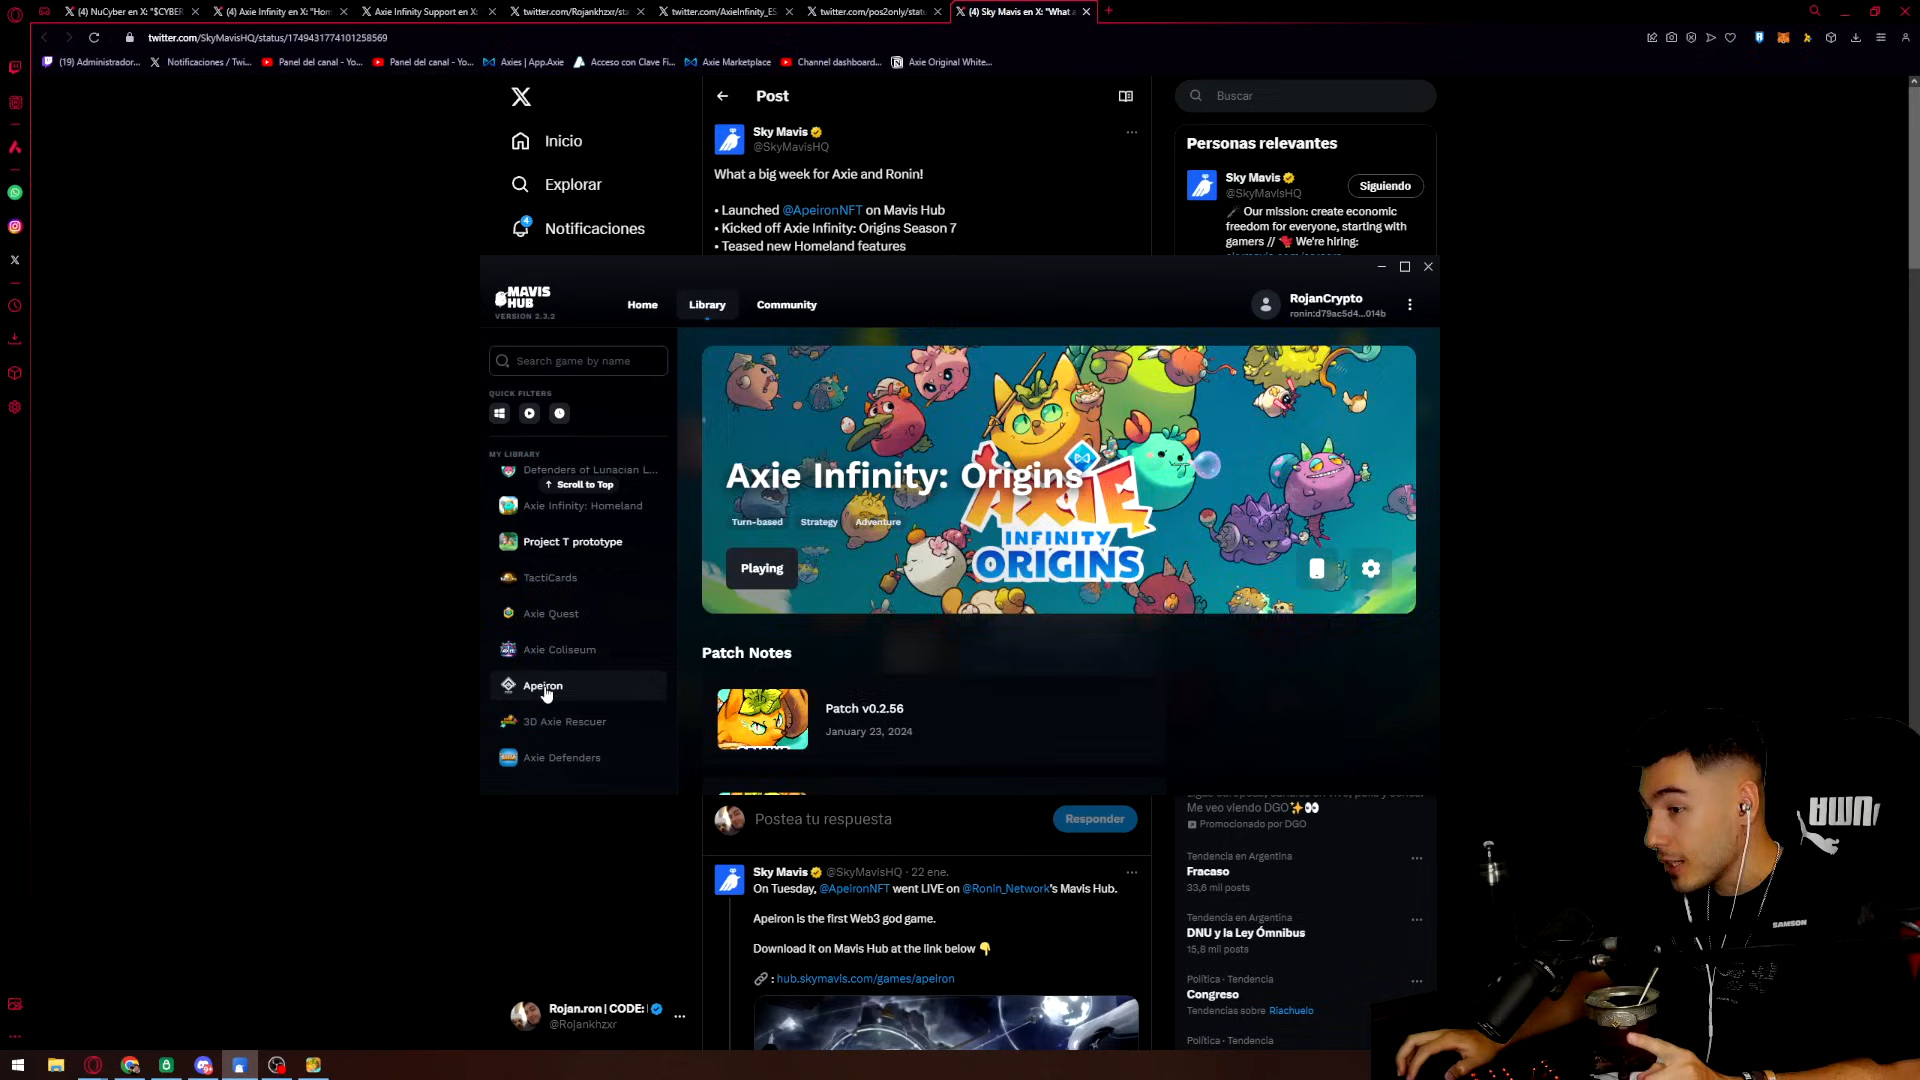 (4) NuCyber en X: "$CYBER
(4) Axie Infinity en X: "Hom
Axie Infinity Support en X:
twitter.com/Rojankhzxr/sta
twitter.com/AxieInfinity_ES
twitter.com/pos2only/statu
(4) Sky Mavis en X: "What a
twitter.com/SkyMavisHQ/status/1749431774101258569
(19) Administrador...
Notificaciones / Twi...
Panel del canal - Yo...
Panel del canal - Yo...
Axies | App.Axie
Acceso con Clave Fi...
Axie Marketplace
Channel dashboard...
Axie Original White...
Inicio
Explorar
4
Notificaciones
Post
Sky Mavis
@SkyMavisHQ
What a big week for Axie and Ronin!
• Launched @ApeironNFT on Mavis Hub
• Kicked off Axie Infinity: Origins Season 7
• Teased new Homeland features
Buscar
Personas relevantes
Sky Mavis
@SkyMavisHQ
Siguiendo
Our mission: create economic
freedom for everyone, starting with
gamers // We're hiring:
MAVIS
HUB
VERSION 2.3.2
Home
Library
Community
RojanCrypto
ronin:d79ac5d4...014b
Search game by name
QUICK FILTERS
MY LIBRARY
Defenders of Lunacian L...
↑ Scroll to Top
Axie Infinity: Homeland
Project T prototype
TactiCards
Axie Quest
Axie Coliseum
Apeiron
3D Axie Rescuer
Axie Defenders
Axie Infinity: Origins
Turn-based
Strategy
Adventure
AXIE
INFINITY
ORIGINS
Playing
Patch Notes
Patch v0.2.56
January 23, 2024
Postea tu respuesta
Responder
Sky Mavis @SkyMavisHQ · 22 ene.
On Tuesday, @ApeironNFT went LIVE on @Ronin_Network's Mavis Hub.
Apeiron is the first Web3 god game.
Download it on Mavis Hub at the link below 👇
🔗 : hub.skymavis.com/games/apeiron
Me veo viendo DGO✨👀
Promocionado por DGO
Tendencia en Argentina
Fracaso
33,6 mil posts
Tendencia en Argentina
DNU y la Ley Ómnibus
15,8 mil posts
Política · Tendencia
Congreso
Tendencias sobre Riachuelo
Política · Tendencia
Rojan.ron | CODE:
@Rojankhzxr
SAMSON